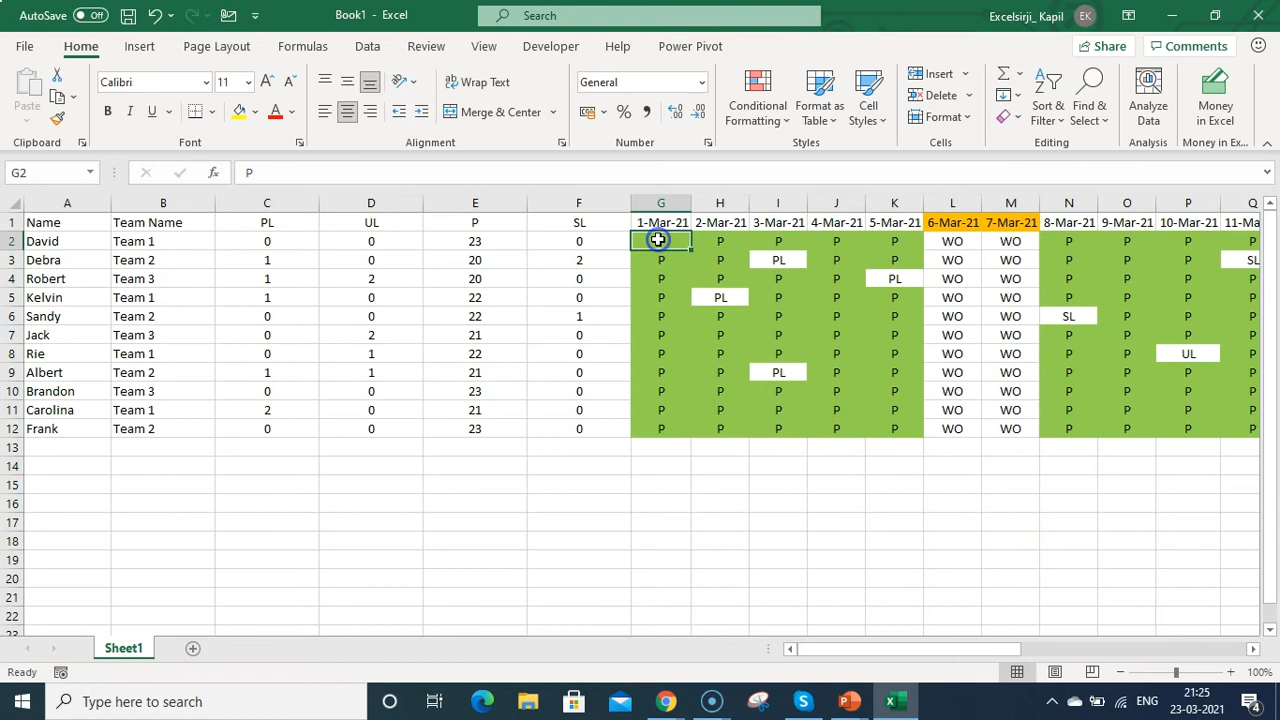 AutoSave Off Book1 - Excel Search Excelsirji_ Kapil EK
File Home Insert Page Layout Formulas Data Review View Developer Help Power Pivot Share Comments
Paste Calibri 11 A A Wrap Text General Conditional Formatting Format as Table Cell Styles Insert Delete Format Sort & Filter Find & Select Analyze Data Money in Excel
B I U A Merge & Center % ,
Clipboard Font Alignment Number Styles Cells Editing Analysis Money in Ex...
G2 fx P
A B C D E F G H I J K L M N O P Q
1 Name Team Name PL UL P SL 1-Mar-21 2-Mar-21 3-Mar-21 4-Mar-21 5-Mar-21 6-Mar-21 7-Mar-21 8-Mar-21 9-Mar-21 10-Mar-21 11-Ma
2 David Team 1 0 0 23 0 P P P P WO WO P P P P
3 Debra Team 2 1 0 20 2 P P PL P P WO WO P P P SL
4 Robert Team 3 1 2 20 0 P P P P PL WO WO P P P P
5 Kelvin Team 1 1 0 22 0 P PL P P P WO WO P P P P
6 Sandy Team 2 0 0 22 1 P P P P P WO WO SL P P P
7 Jack Team 3 0 2 21 0 P P P P P WO WO P P P P
8 Rie Team 1 0 1 22 0 P P P P P WO WO P P UL P
9 Albert Team 2 1 1 21 0 P P PL P P WO WO P P P P
10 Brandon Team 3 0 0 23 0 P P P P P WO WO P P P P
11 Carolina Team 1 2 0 21 0 P P P P P WO WO P P P P
12 Frank Team 2 0 0 23 0 P P P P P WO WO P P P P
13
14
15
16
17
18
19
20
21
22
23
Sheet1
Ready 100%
Type here to search ENG 21:25
23-03-2021 4